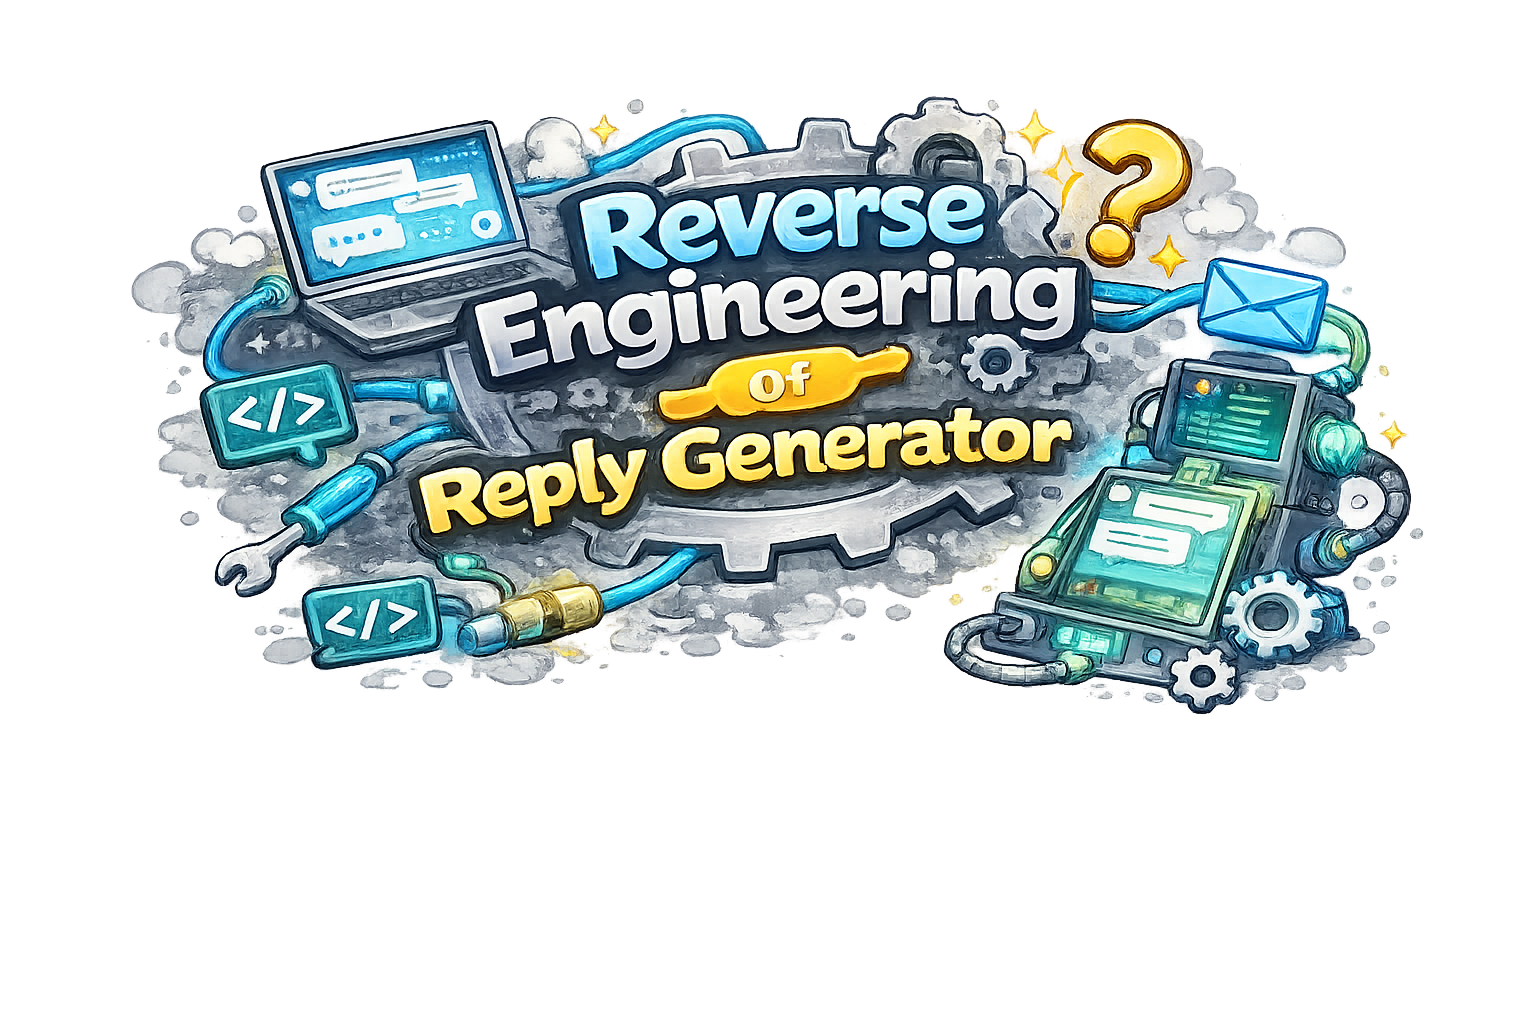 Reverse
Engineering
of
Reply Generator
</>
</>